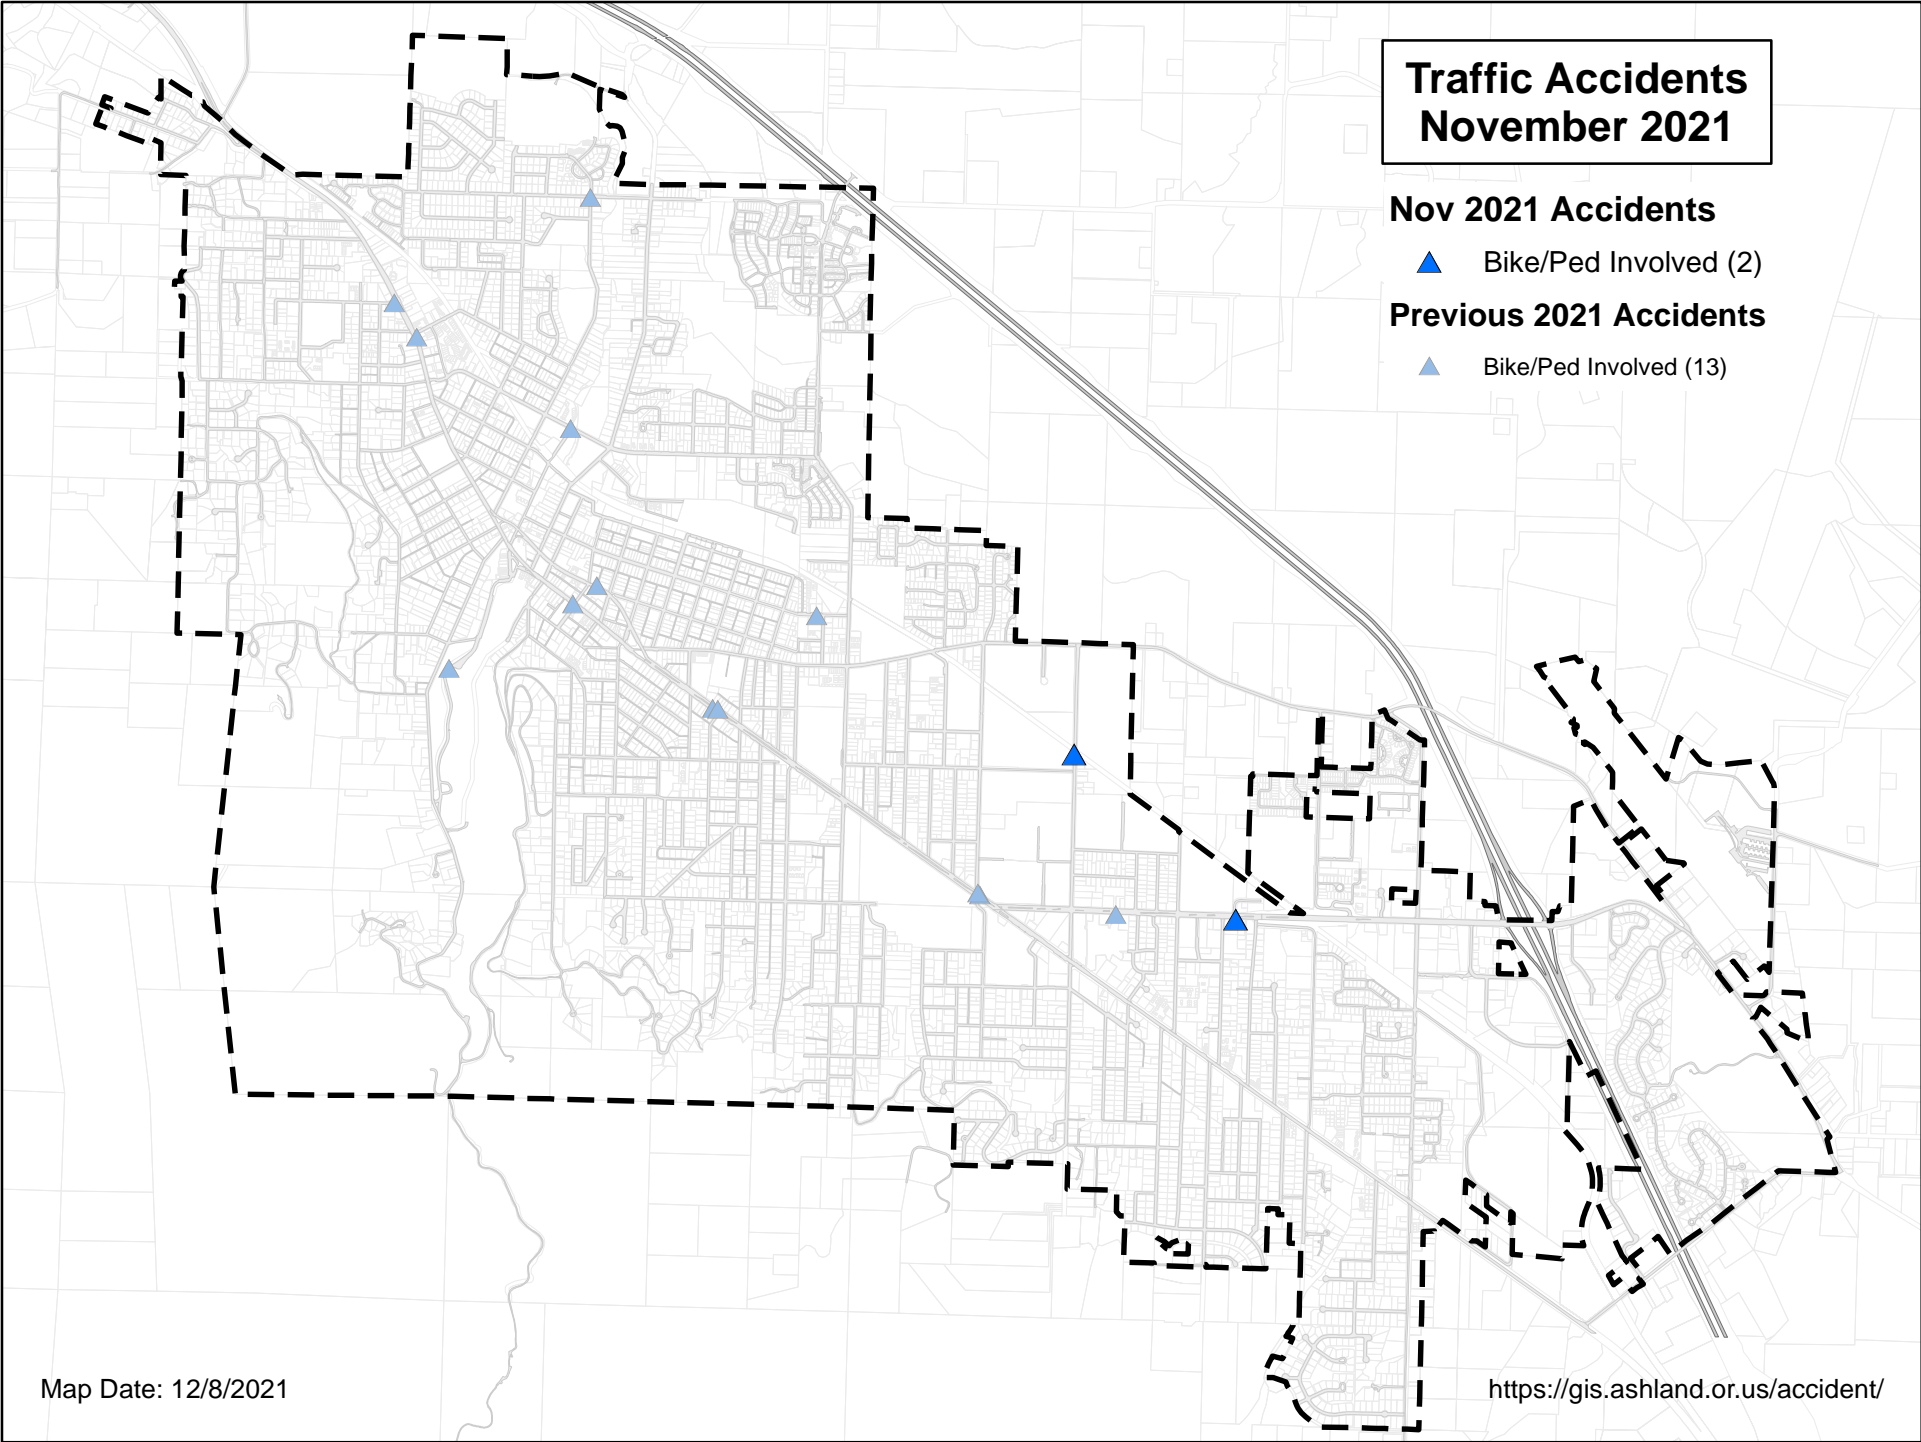 Traffic Accidents
November 2021
Nov 2021 Accidents
Bike/Ped Involved (2)
Previous 2021 Accidents
Bike/Ped Involved (13)
Map Date: 12/8/2021
https://gis.ashland.or.us/accident/